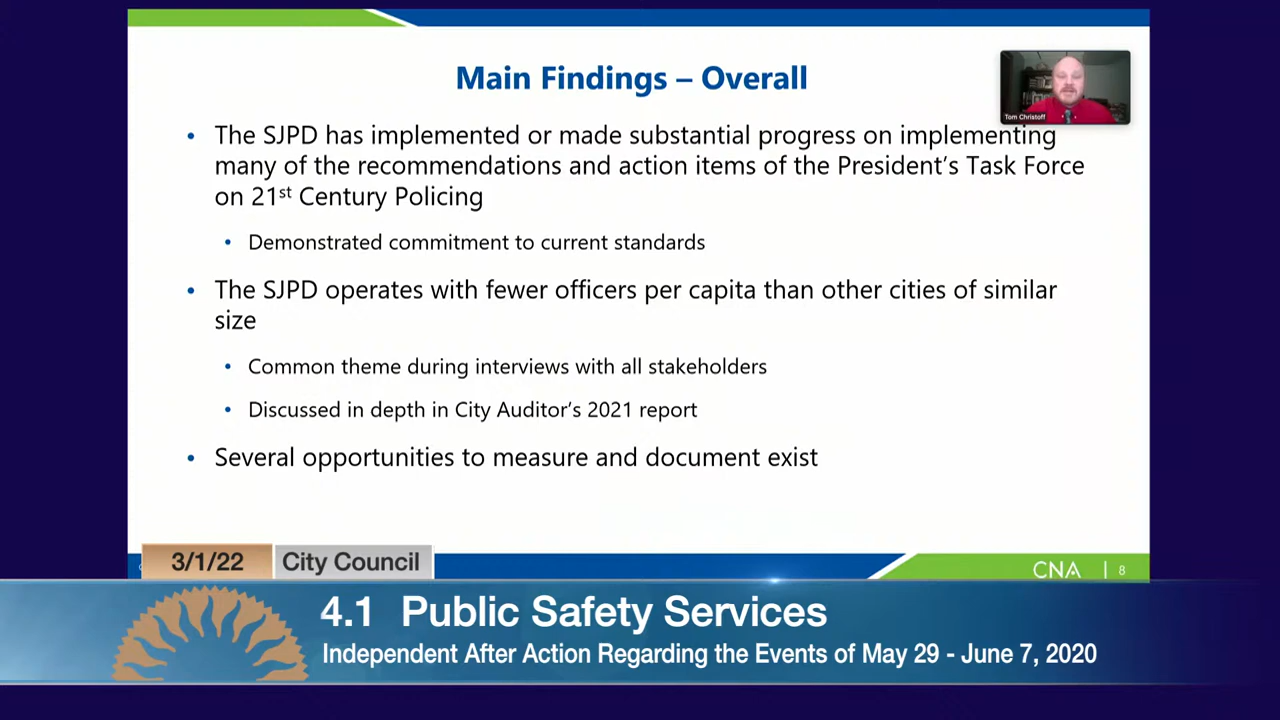 Main Findings – Overall
Tom Christoff
• The SJPD has implemented or made substantial progress on implementing
many of the recommendations and action items of the President's Task Force
on 21st Century Policing
• Demonstrated commitment to current standards
• The SJPD operates with fewer officers per capita than other cities of similar
size
• Common theme during interviews with all stakeholders
• Discussed in depth in City Auditor's 2021 report
• Several opportunities to measure and document exist
3/1/22 City Council
CNA | 8
4.1 Public Safety Services
Independent After Action Regarding the Events of May 29 - June 7, 2020